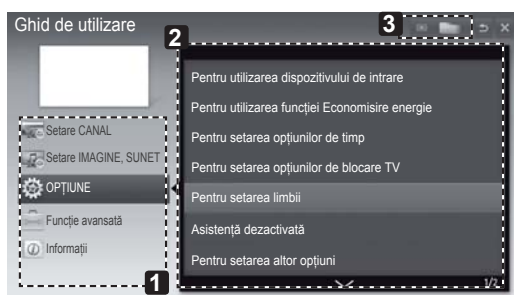 Ghid de utilizare
3
2
Pentru utilizarea dispozitivului de intrare
Pentru utilizarea funcției Economisire energie
Pentru setarea opțiunilor de timp
Pentru setarea opțiunilor de blocare TV
Pentru setarea limbii
Asistență dezactivată
Pentru setarea altor opțiuni
1/2
Setare CANAL
Setare IMAGINE, SUNET
OPȚIUNE
Funcție avansată
Informații
1